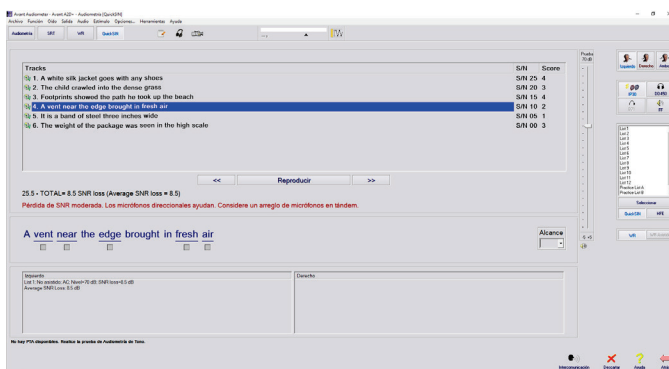 Avant Audiometer - Avant A2D+ - Audiometría [QuickSIN]
Archivo Función Oído Salida Audio Estímulo Opciones... Herramientas Ayuda
Audiometría SRT WR QuickSIN
Prueba
70 dB
Izquierdo Derecho
Tracks S/N Score
1. A white silk jacket goes with any shoes S/N 25 4
2. The child crawled into the dense grass S/N 20 3
3. Footprints showed the path he took up the beach S/N 15 4
4. A vent near the edge brought in fresh air S/N 10 2
5. It is a band of steel three inches wide S/N 05 1
6. The weight of the package was seen in the high scale S/N 00 3
List 1
List 2
List 3
List 4
List 5
List 6
List 7
List 8
List 9
List 10
List 11
List 12
Practice List A
Practice List B
<< Reproducir >>
Seleccionar
QuickSIN HFE
25.5 - TOTAL= 8.5 SNR loss (Average SNR loss = 8.5)
Pérdida de SNR moderada. Los micrófonos direccionales ayudan. Considere un arreglo de micrófonos en tándem.
A vent near the edge brought in fresh air
Alcance
WR
Izquierdo
List 1: No asistido; AC; Nivel=70 dB; SNR loss=8.5 dB
Average SNR Loss: 8.5 dB
Derecho
No hay PTA disponibles. Realice la prueba de Audiometría de Tono.
Intercomunicación Descartar Ayuda